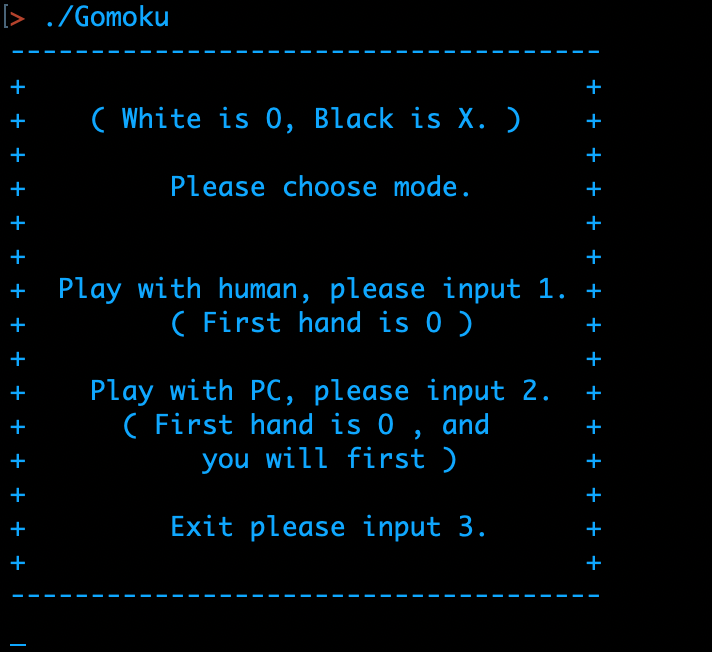 [> ./Gomoku
-------------------------------------
+                                   +
+    ( White is O, Black is X. )    +
+                                   +
+         Please choose mode.       +
+                                   +
+                                   +
+  Play with human, please input 1. +
+         ( First hand is O )       +
+                                   +
+    Play with PC, please input 2.  +
+      ( First hand is O , and      +
+           you will first )        +
+                                   +
+         Exit please input 3.      +
+                                   +
-------------------------------------
_